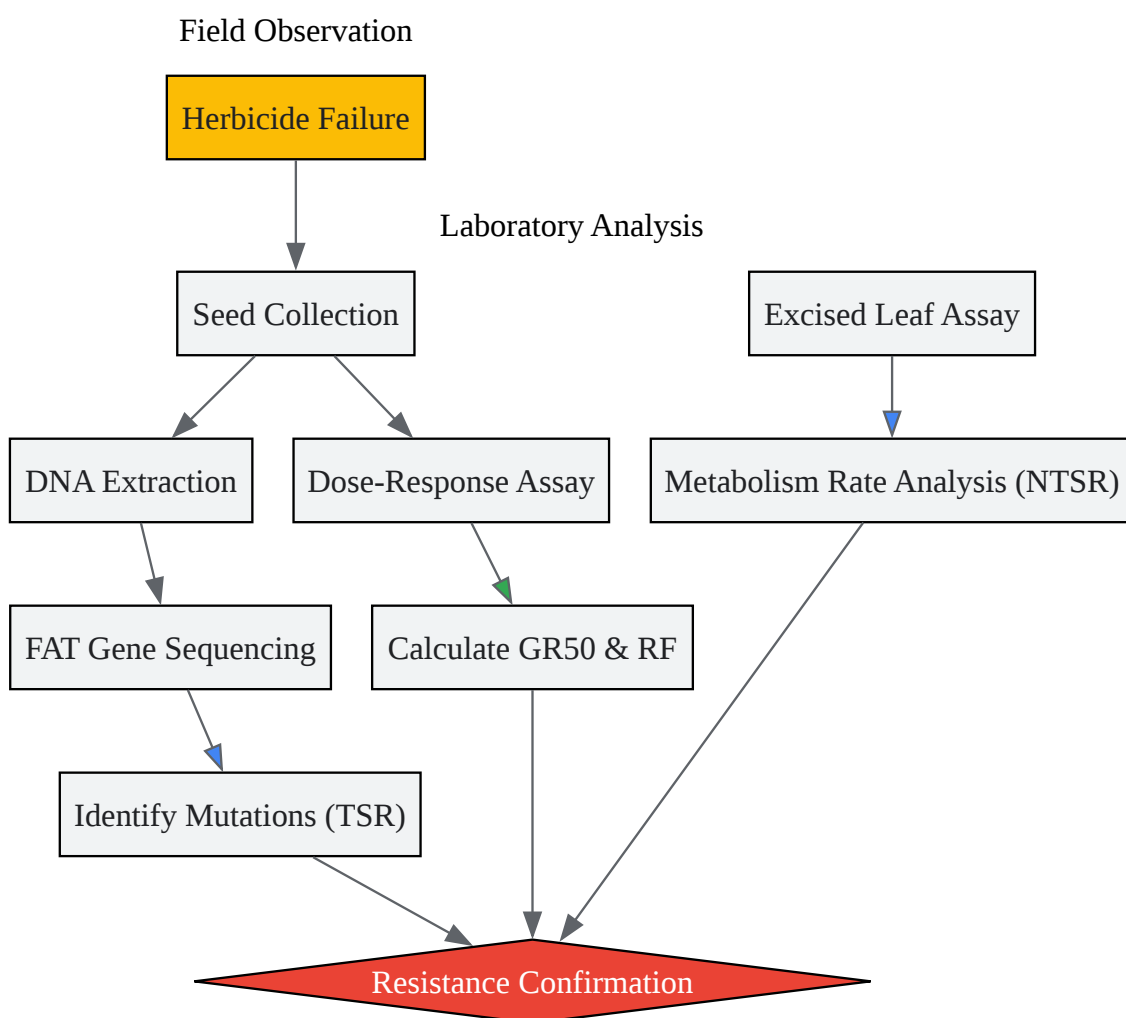 Field Observation
Herbicide Failure
Laboratory Analysis
Seed Collection
Excised Leaf Assay
DNA Extraction
Dose-Response Assay
Metabolism Rate Analysis (NTSR)
FAT Gene Sequencing
Calculate GR50 & RF
Identify Mutations (TSR)
Resistance Confirmation